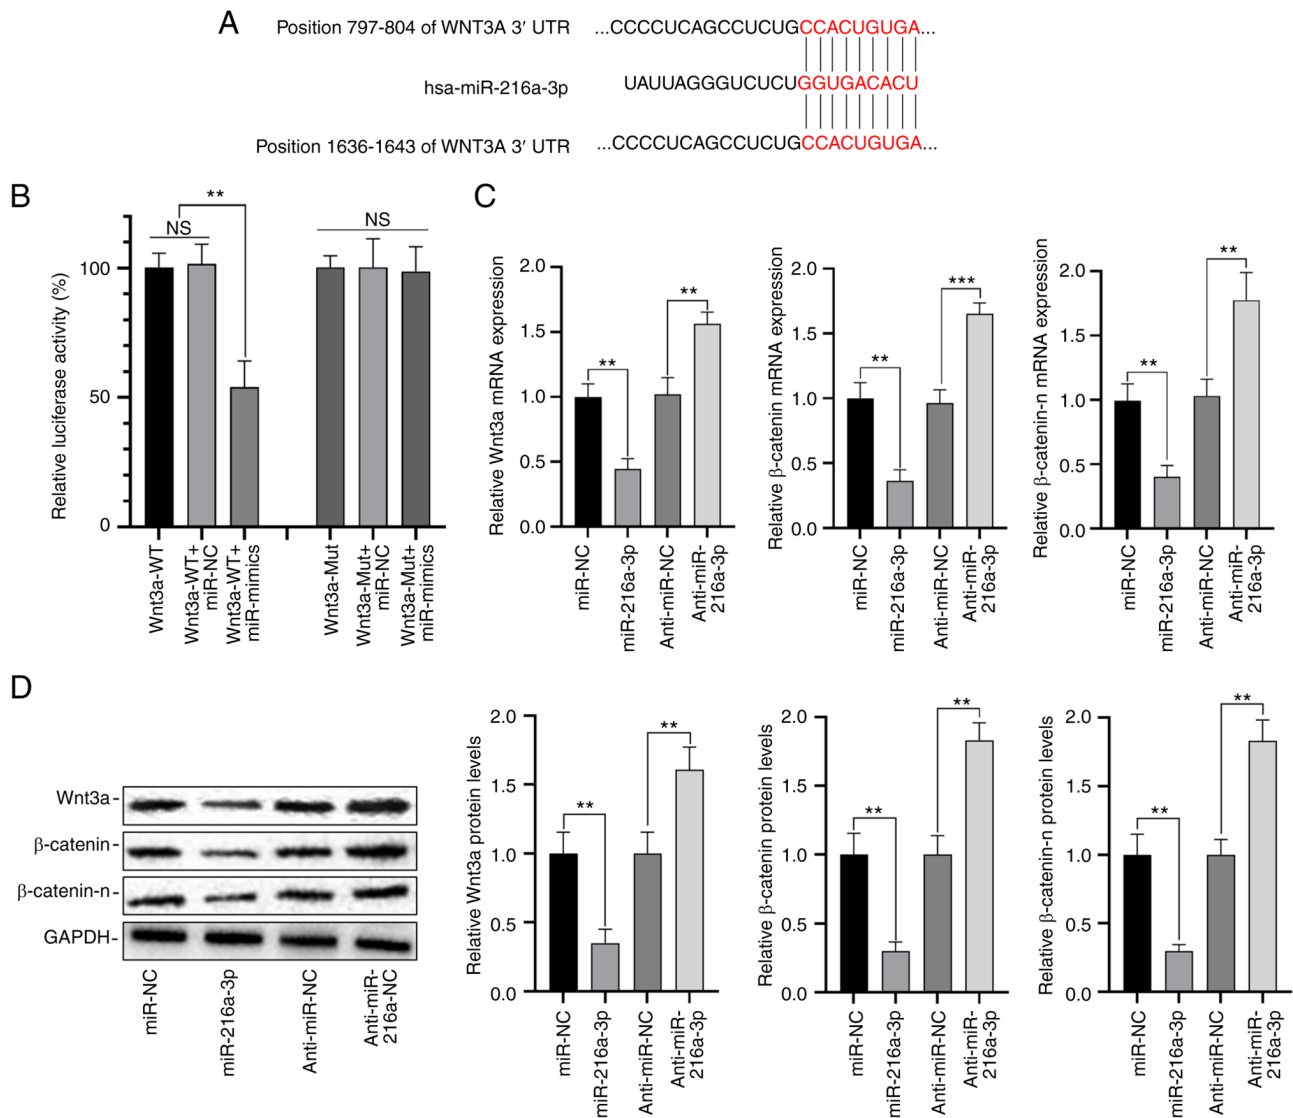 A
Position 797-804 of WNT3A 3′ UTR ...CCCCUCAGCCUCUGCCACUGUGA...
hsa-miR-216a-3p UAUUAGGGUCUCUGGUGACACU
Position 1636-1643 of WNT3A 3′ UTR ...CCCCUCAGCCUCUGCCACUGUGA...
B
Relative luciferase activity (%)
100
50
0
NS
**
NS
Wnt3a-WT
Wnt3a-WT+
miR-NC
Wnt3a-WT+
miR-mimics
Wnt3a-Mut
Wnt3a-Mut+
miR-NC
Wnt3a-Mut+
miR-mimics
C
Relative Wnt3a mRNA expression
2.0
1.5
1.0
0.5
0.0
**
**
miR-NC
miR-216a-3p
Anti-miR-NC
Anti-miR-
216a-3p
Relative β-catenin mRNA expression
2.0
1.5
1.0
0.5
0.0
**
***
miR-NC
miR-216a-3p
Anti-miR-NC
Anti-miR-
216a-3p
Relative β-catenin-n mRNA expression
2.0
1.5
1.0
0.5
0.0
**
**
miR-NC
miR-216a-3p
Anti-miR-NC
Anti-miR-
216a-3p
D
Wnt3a-
β-catenin-
β-catenin-n-
GAPDH-
miR-NC
miR-216a-3p
Anti-miR-NC
Anti-miR-
216a-NC
Relative Wnt3a protein levels
2.0
1.5
1.0
0.5
0.0
**
**
miR-NC
miR-216a-3p
Anti-miR-NC
Anti-miR-
216a-3p
Relative β-catenin protein levels
2.0
1.5
1.0
0.5
0.0
**
**
miR-NC
miR-216a-3p
Anti-miR-NC
Anti-miR-
216a-3p
Relative β-catenin-n protein levels
2.0
1.5
1.0
0.5
0.0
**
**
miR-NC
miR-216a-3p
Anti-miR-NC
Anti-miR-
216a-3p